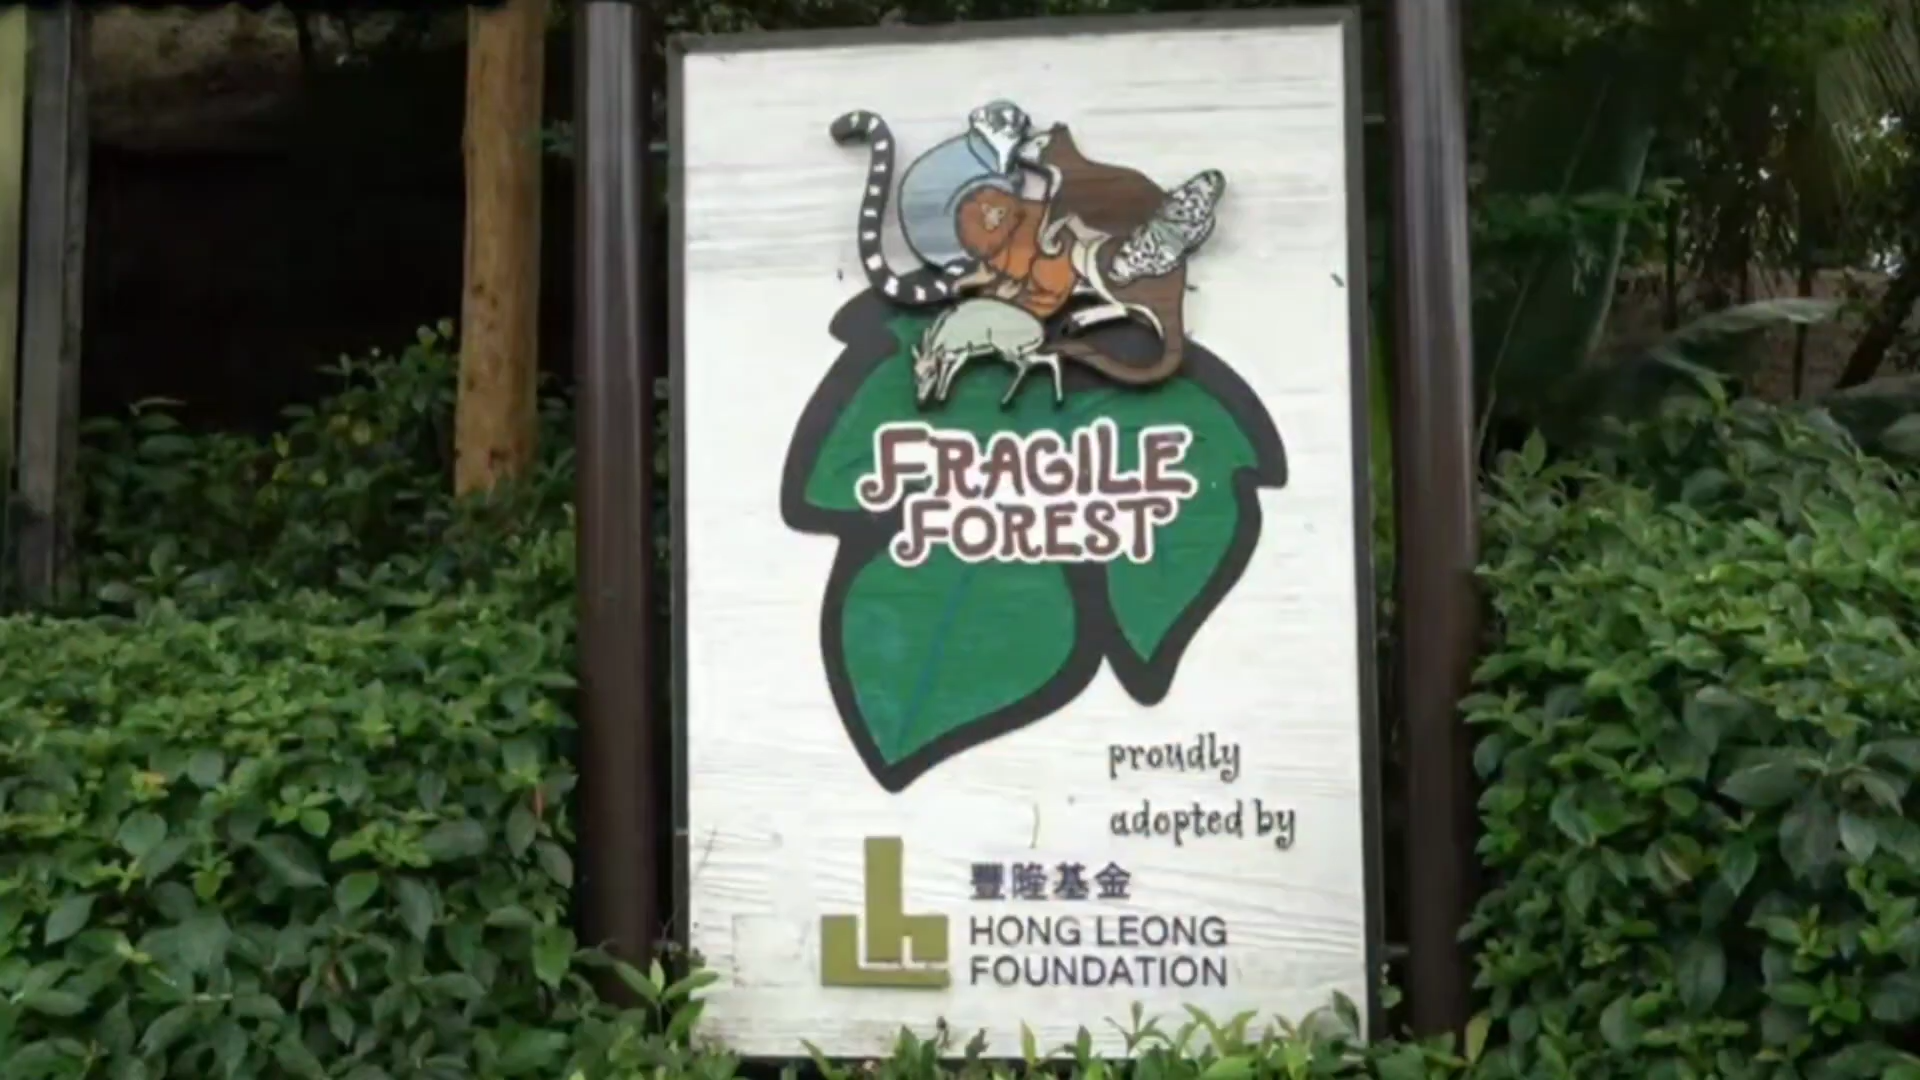 FRAGILE
FOREST
proudly
adopted by
豐隆基金
HONG LEONG
FOUNDATION